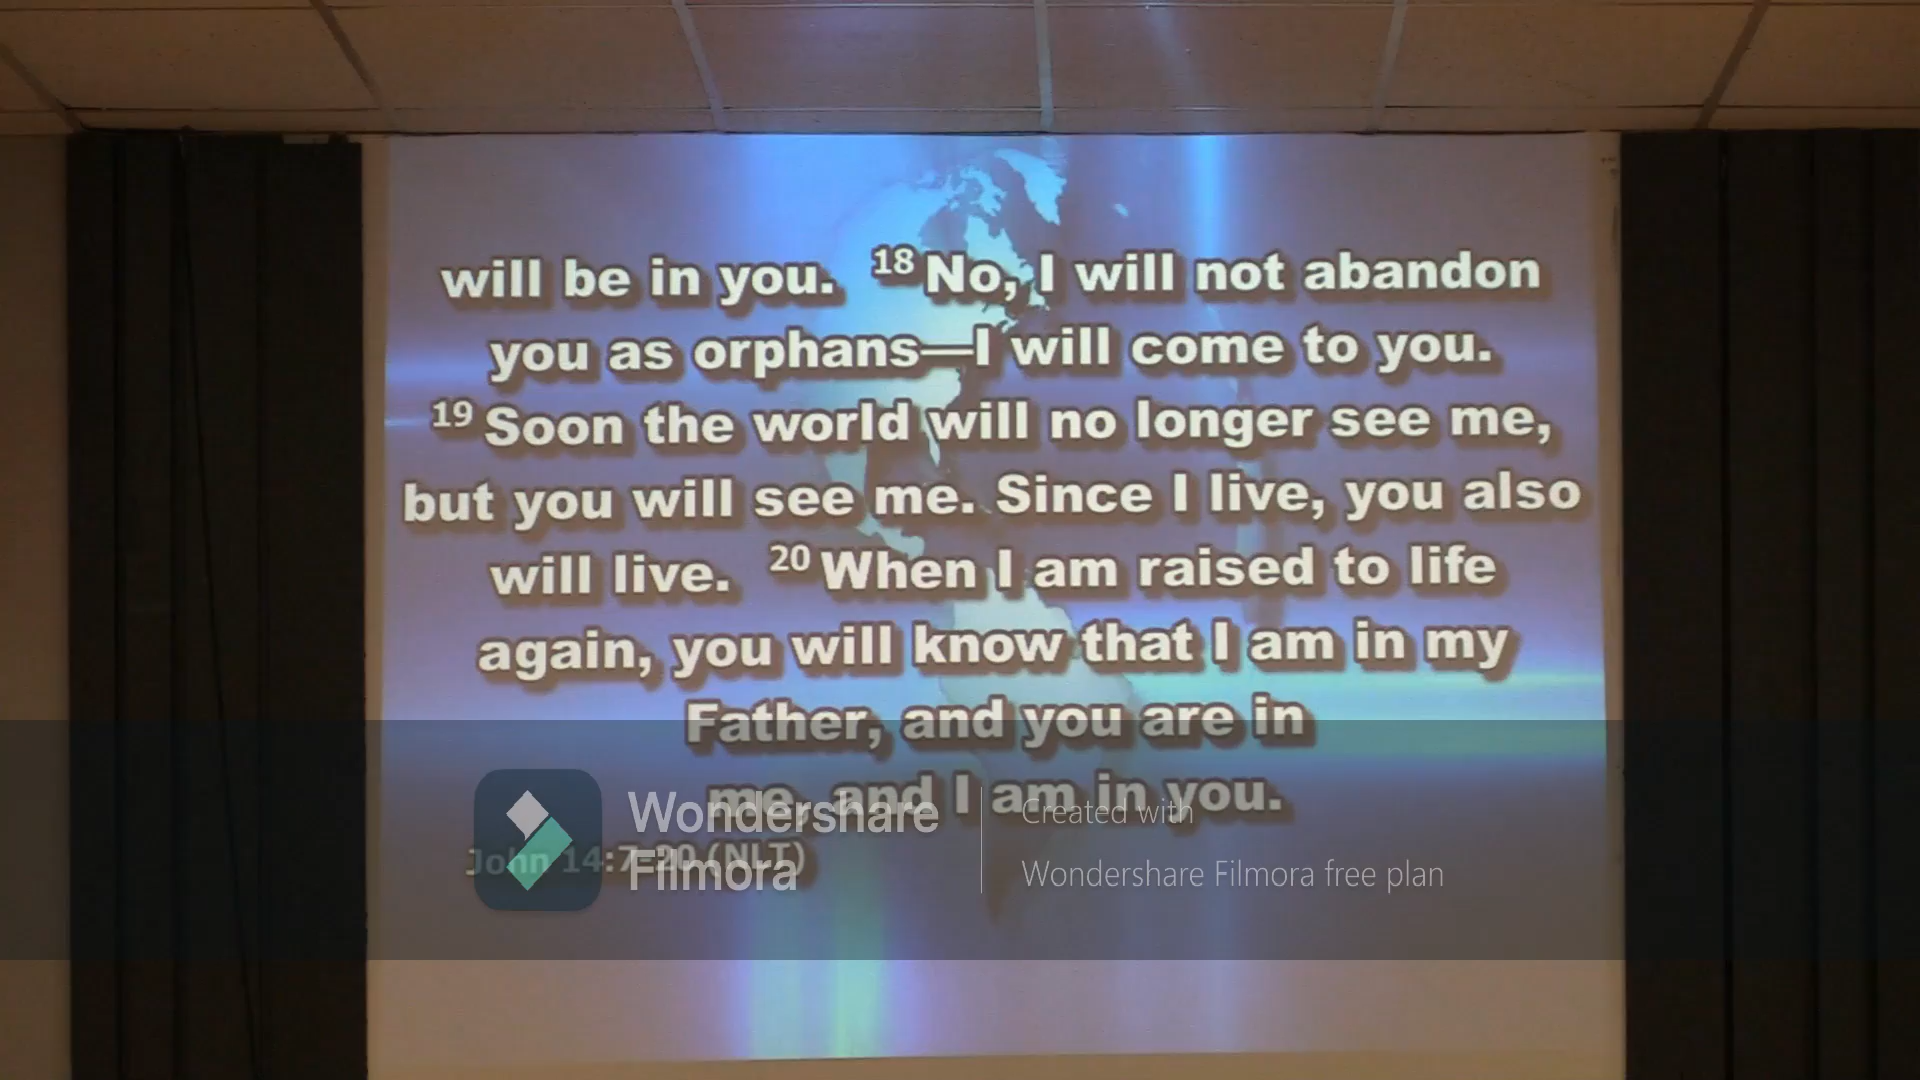 will be in you. 18 No, I will not abandon
you as orphans—I will come to you.
19 Soon the world will no longer see me,
but you will see me. Since I live, you also
will live. 20 When I am raised to life
again, you will know that I am in my
Father, and you are in
me, and I am in you.
John 14:7-20 (NLT)
Wondershare
Filmora
Created with
Wondershare Filmora free plan